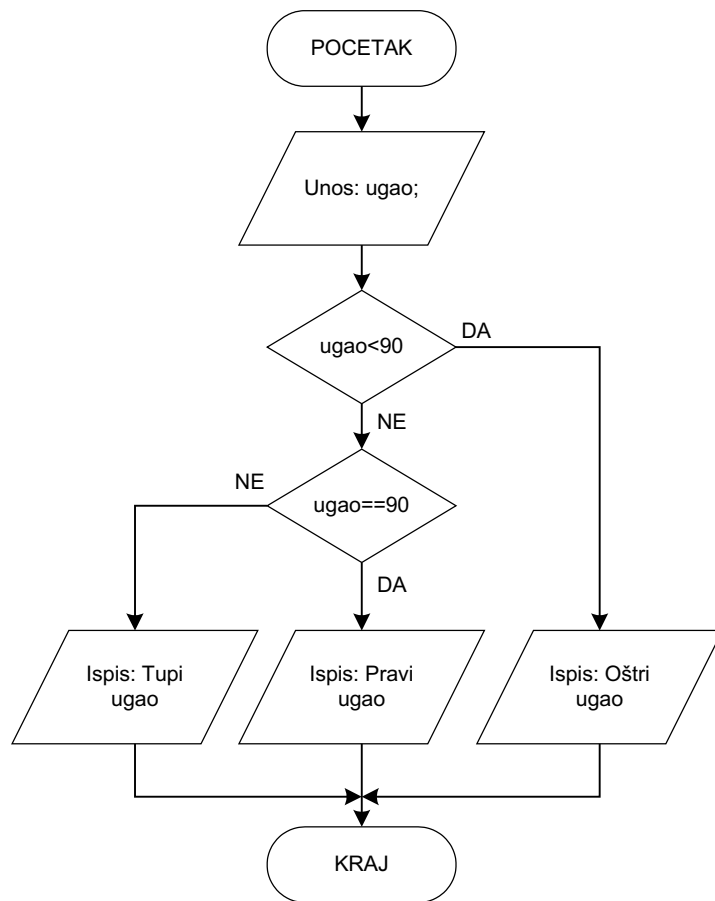 POCETAK
Unos: ugao;
ugao<90
DA
NE
NE
ugao==90
DA
Ispis: Tupi
ugao
Ispis: Pravi
ugao
Ispis: Oštri
ugao
KRAJ